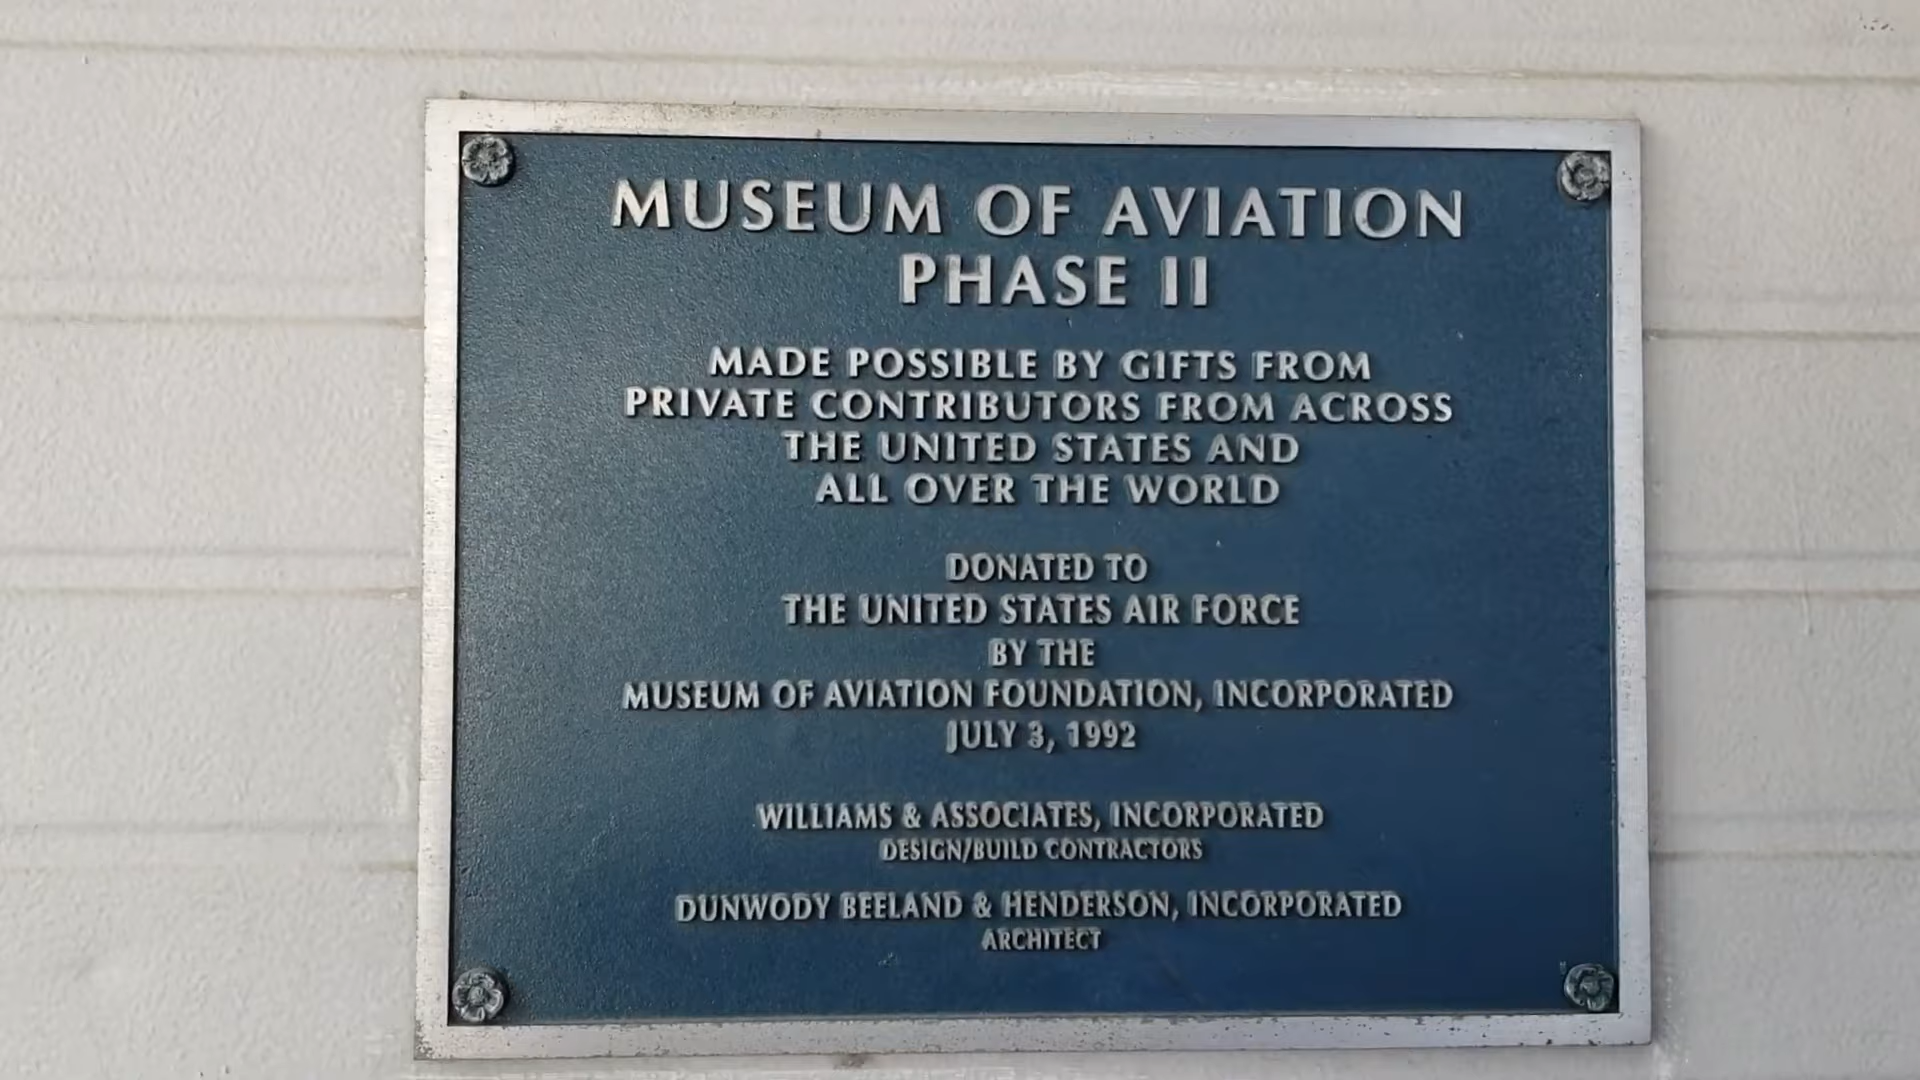 MUSEUM OF AVIATION
PHASE II
MADE POSSIBLE BY GIFTS FROM
PRIVATE CONTRIBUTORS FROM ACROSS
THE UNITED STATES AND
ALL OVER THE WORLD
DONATED TO
THE UNITED STATES AIR FORCE
BY THE
MUSEUM OF AVIATION FOUNDATION, INCORPORATED
JULY 3, 1992
WILLIAMS & ASSOCIATES, INCORPORATED
DESIGN/BUILD CONTRACTORS
DUNWODY BEELAND & HENDERSON, INCORPORATED
ARCHITECT